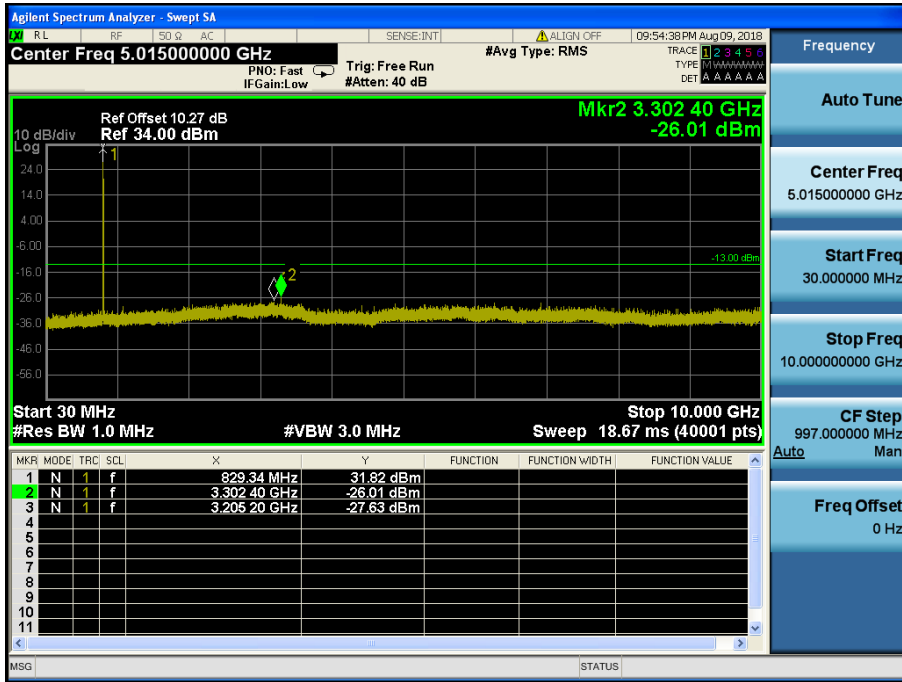 Agilent Spectrum Analyzer - Swept SA
LXI RL RF 50 Ω AC SENSE:INT ALIGN OFF 09:54:38 PM Aug 09, 2018
Center Freq 5.015000000 GHz
PNO: Fast
IFGain:Low
Trig: Free Run
#Atten: 40 dB
#Avg Type: RMS
TRACE 1 2 3 4 5 6
TYPE M WWWWW
DET A A A A A A
Mkr2 3.302 40 GHz
-26.01 dBm
Ref Offset 10.27 dB
10 dB/div Ref 34.00 dBm
Log
1
24.0
14.0
4.00
-6.00
-13.00 dBm
-16.0
2
-26.0
-36.0
-46.0
-56.0
Start 30 MHz Stop 10.000 GHz
#Res BW 1.0 MHz #VBW 3.0 MHz Sweep 18.67 ms (40001 pts)
MKR MODE TRC SCL X Y FUNCTION FUNCTION WIDTH FUNCTION VALUE
1 N 1 f 829.34 MHz 31.82 dBm
2 N 1 f 3.302 40 GHz -26.01 dBm
3 N 1 f 3.205 20 GHz -27.63 dBm
4
5
6
7
8
9
10
11
MSG STATUS
Frequency
Auto Tune
Center Freq
5.015000000 GHz
Start Freq
30.000000 MHz
Stop Freq
10.000000000 GHz
CF Step
997.000000 MHz
Auto Man
Freq Offset
0 Hz